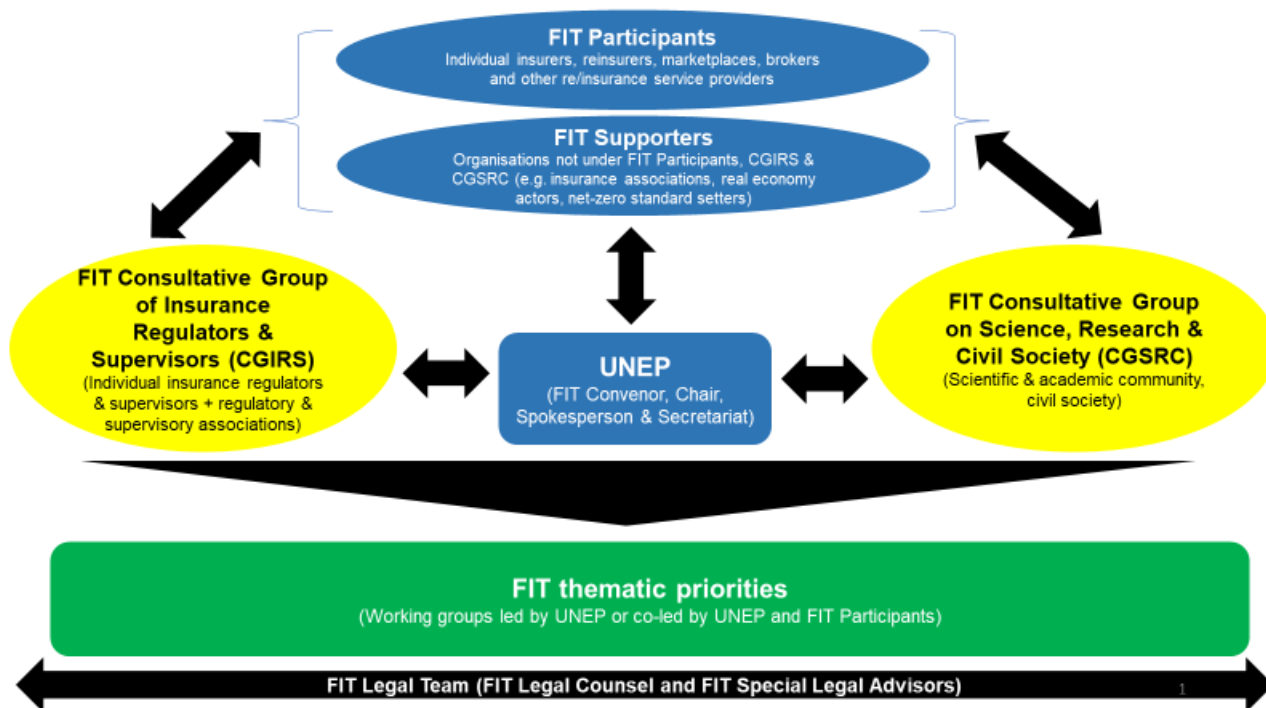 FIT Participants
Individual insurers, reinsurers, marketplaces, brokers
and other re/insurance service providers
FIT Supporters
Organisations not under FIT Participants, CGIRS &
CGSRC (e.g. insurance associations, real economy
actors, net-zero standard setters)
FIT Consultative Group
of Insurance
Regulators &
Supervisors (CGIRS)
(Individual insurance regulators
& supervisors + regulatory &
supervisory associations)
UNEP
(FIT Convenor, Chair,
Spokesperson & Secretariat)
FIT Consultative Group
on Science, Research &
Civil Society (CGSRC)
(Scientific & academic community,
civil society)
FIT thematic priorities
(Working groups led by UNEP or co-led by UNEP and FIT Participants)
FIT Legal Team (FIT Legal Counsel and FIT Special Legal Advisors)
1